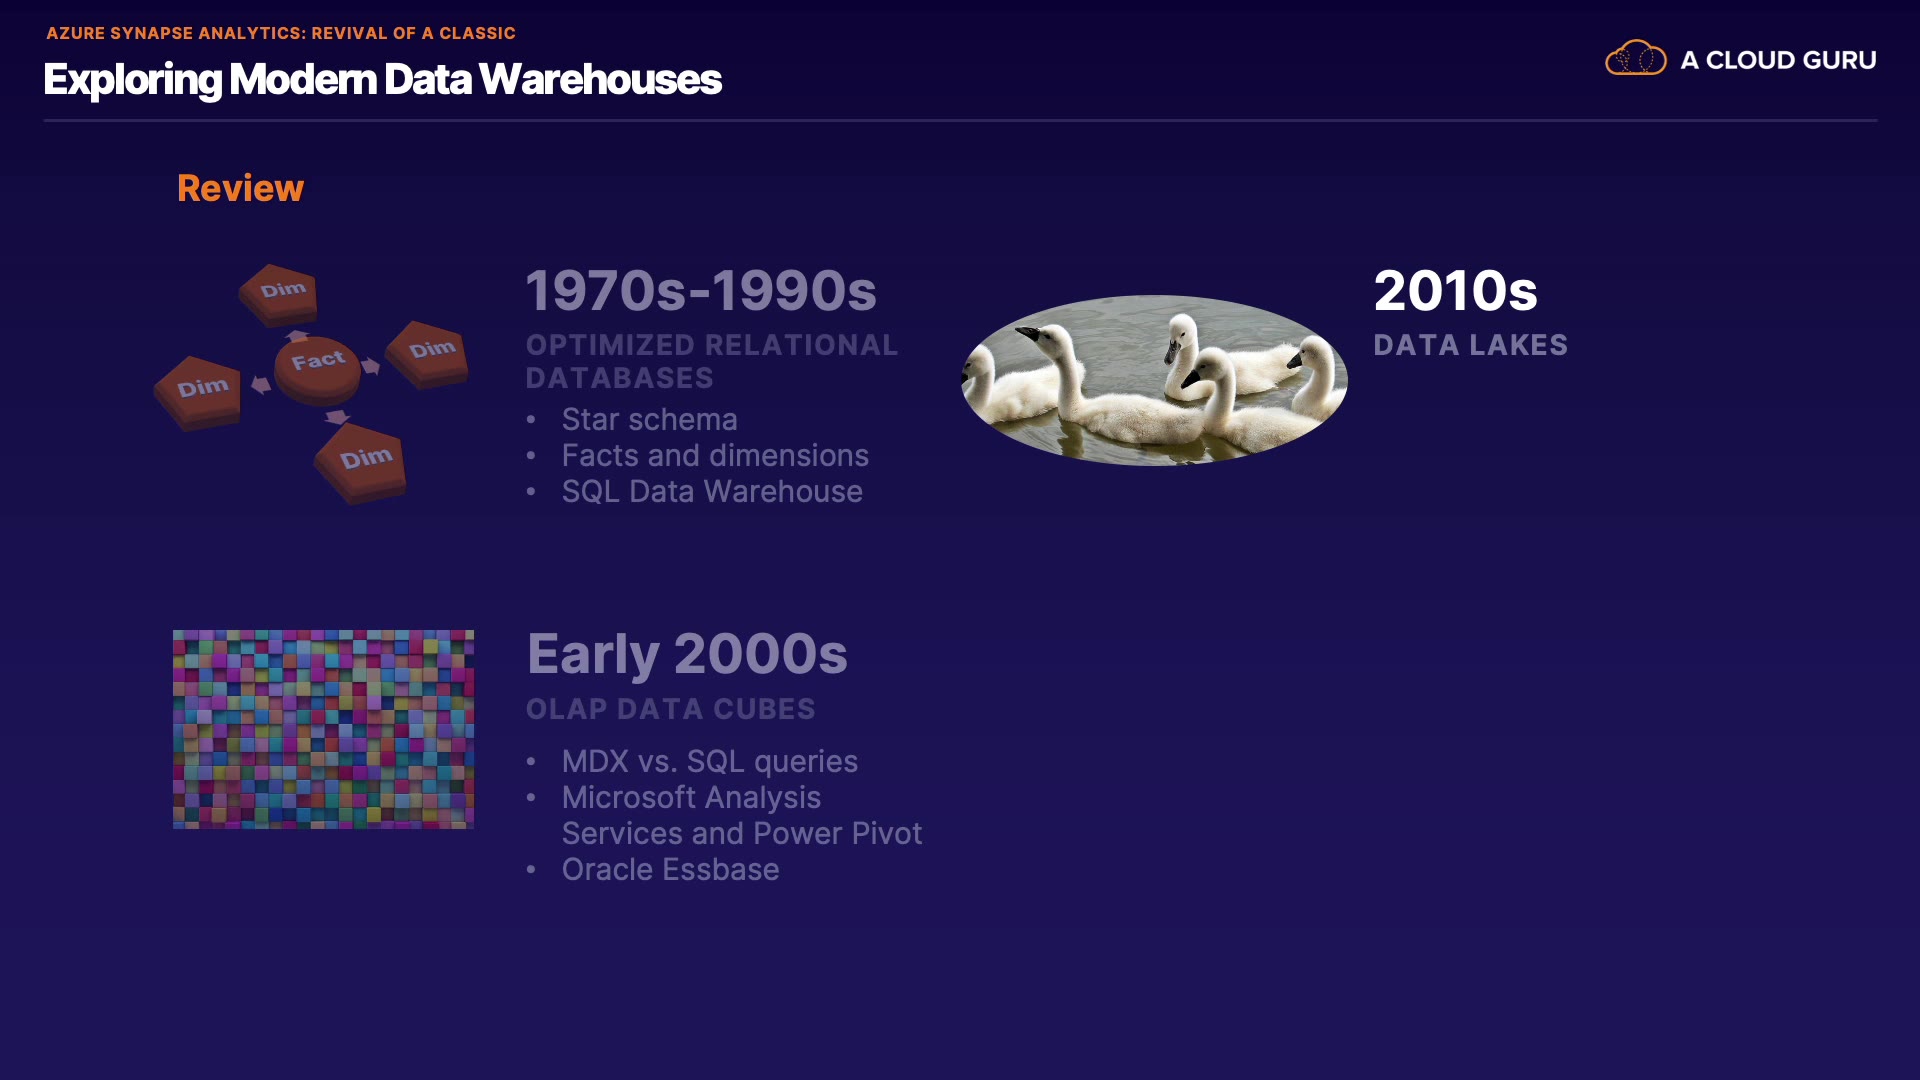 AZURE SYNAPSE ANALYTICS: REVIVAL OF A CLASSIC
Exploring Modern Data Warehouses
A CLOUD GURU
Review
Dim
Dim
Fact
Dim
Dim
1970s-1990s
OPTIMIZED RELATIONAL
DATABASES
• Star schema
• Facts and dimensions
• SQL Data Warehouse
2010s
DATA LAKES
Early 2000s
OLAP DATA CUBES
• MDX vs. SQL queries
• Microsoft Analysis
Services and Power Pivot
• Oracle Essbase